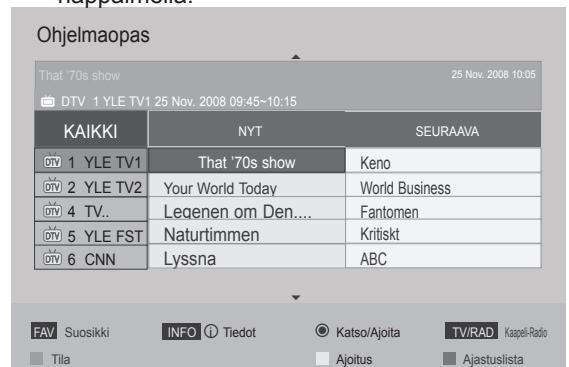 näppäimellä.
Ohjelmaopas
That '70s show 25 Nov. 2008 10:05
DTV 1 YLE TV1 25 Nov. 2008 09:45~10:15
KAIKKI NYT SEURAAVA
DTV 1 YLE TV1 That '70s show Keno
DTV 2 YLE TV2 Your World Today World Business
DTV 4 TV.. Legenen om Den.... Fantomen
DTV 5 YLE FST Naturtimmen Kritiskt
DTV 6 CNN Lyssna ABC
FAV Suosikki INFO i Tiedot Katso/Ajoita TV/RAD Kaapeli-Radio
Tila Ajoitus Ajastuslista